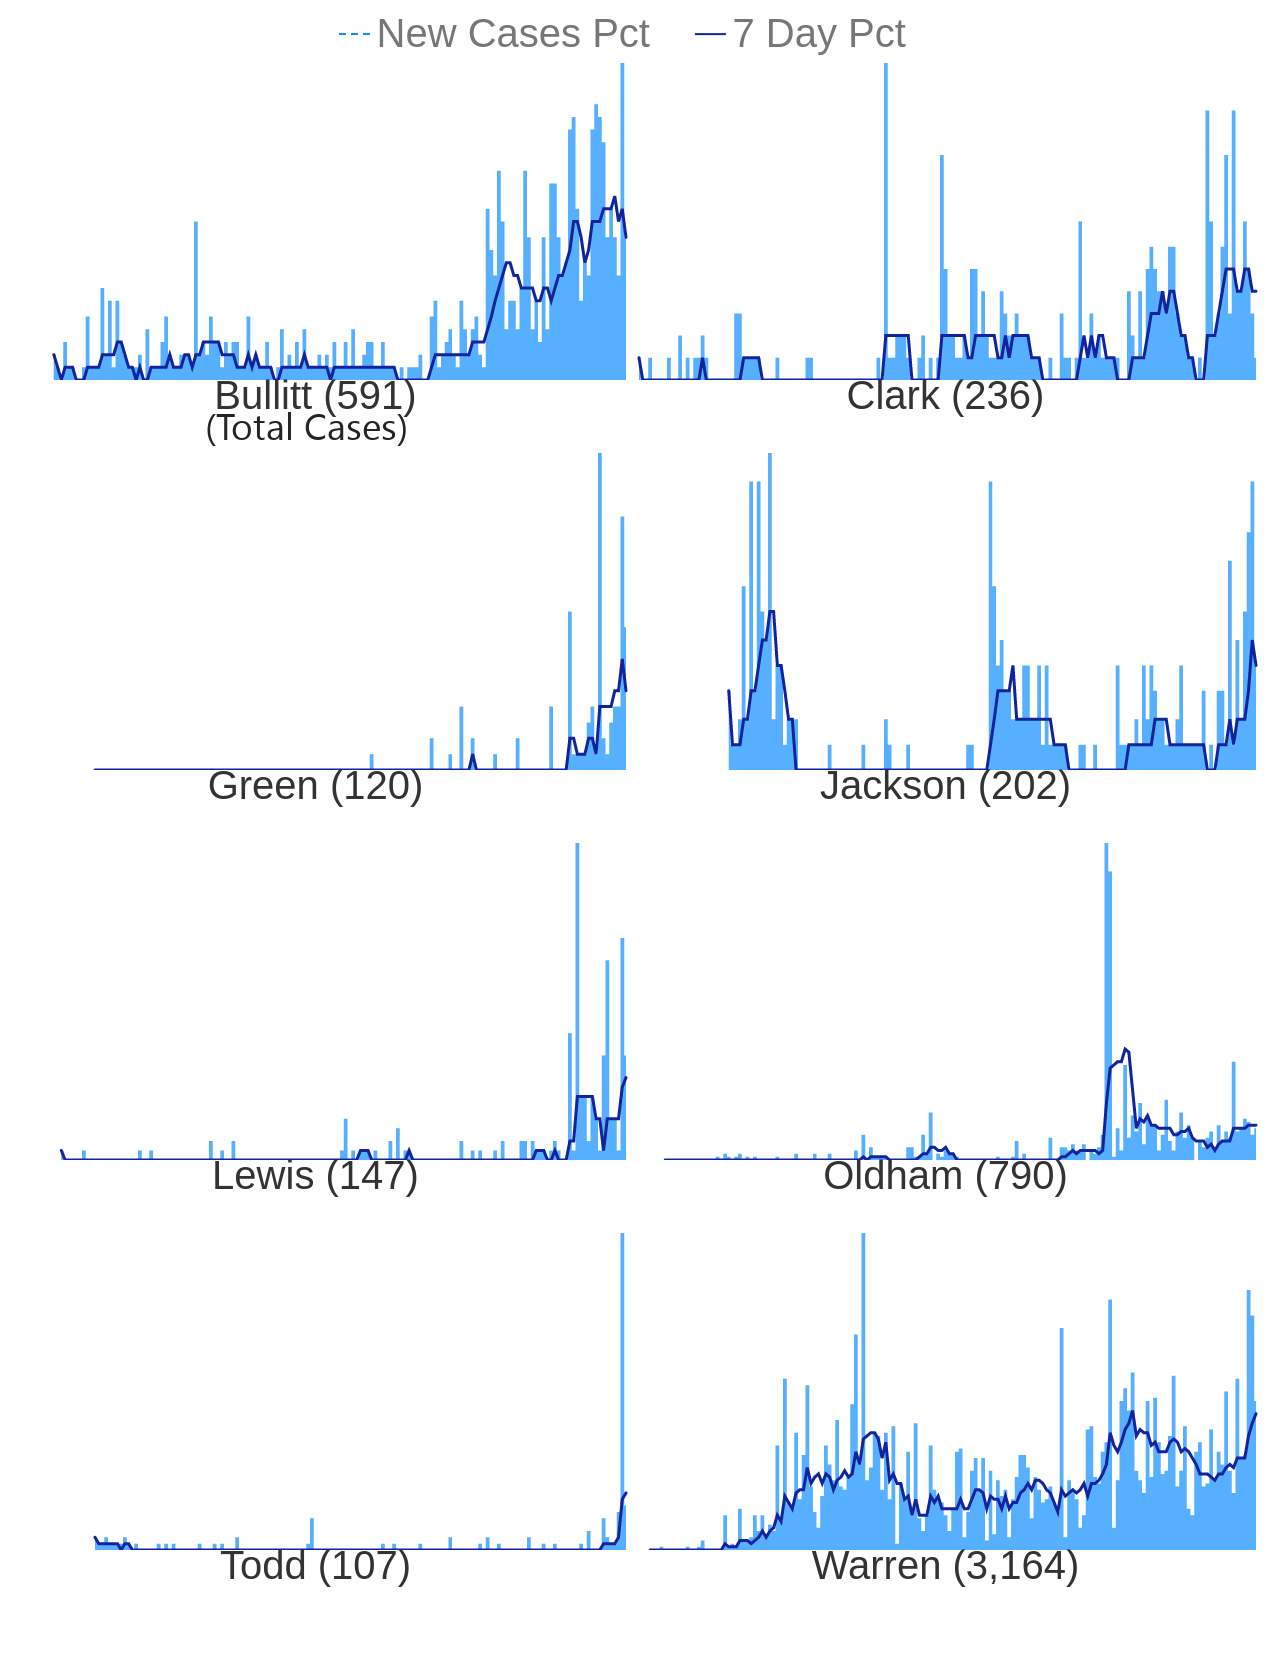 New Cases Pct 7 Day Pct
Bullitt (591) Clark (236)
(Total Cases)
Green (120) Jackson (202)
Lewis (147) Oldham (790)
Todd (107) Warren (3,164)